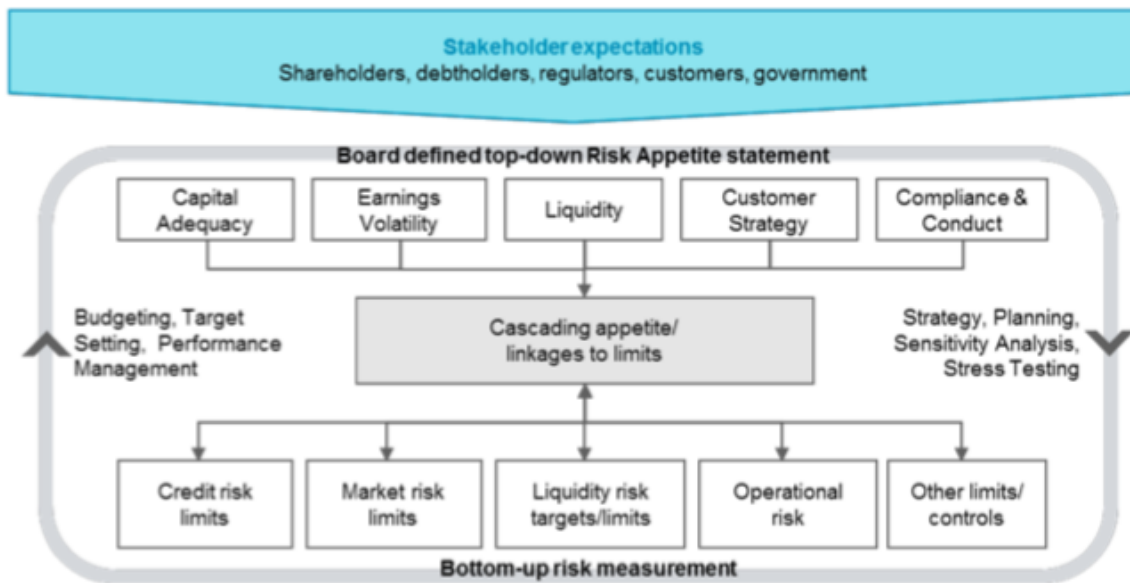 Stakeholder expectations
Shareholders, debtholders, regulators, customers, government
Board defined top-down Risk Appetite statement
Capital
Adequacy
Earnings
Volatility
Liquidity
Customer
Strategy
Compliance &
Conduct
Budgeting, Target
Setting, Performance
Management
Cascading appetite/
linkages to limits
Strategy, Planning,
Sensitivity Analysis,
Stress Testing
Credit risk
limits
Market risk
limits
Liquidity risk
targets/limits
Operational
risk
Other limits/
controls
Bottom-up risk measurement